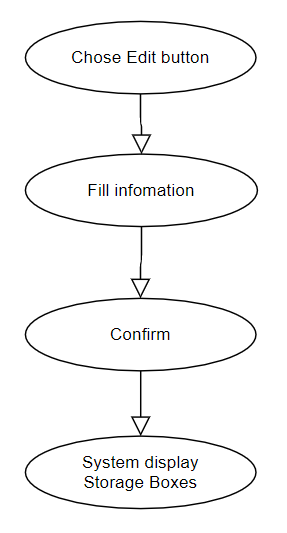 Chose Edit button
Fill infomation
Confirm
System display
Storage Boxes